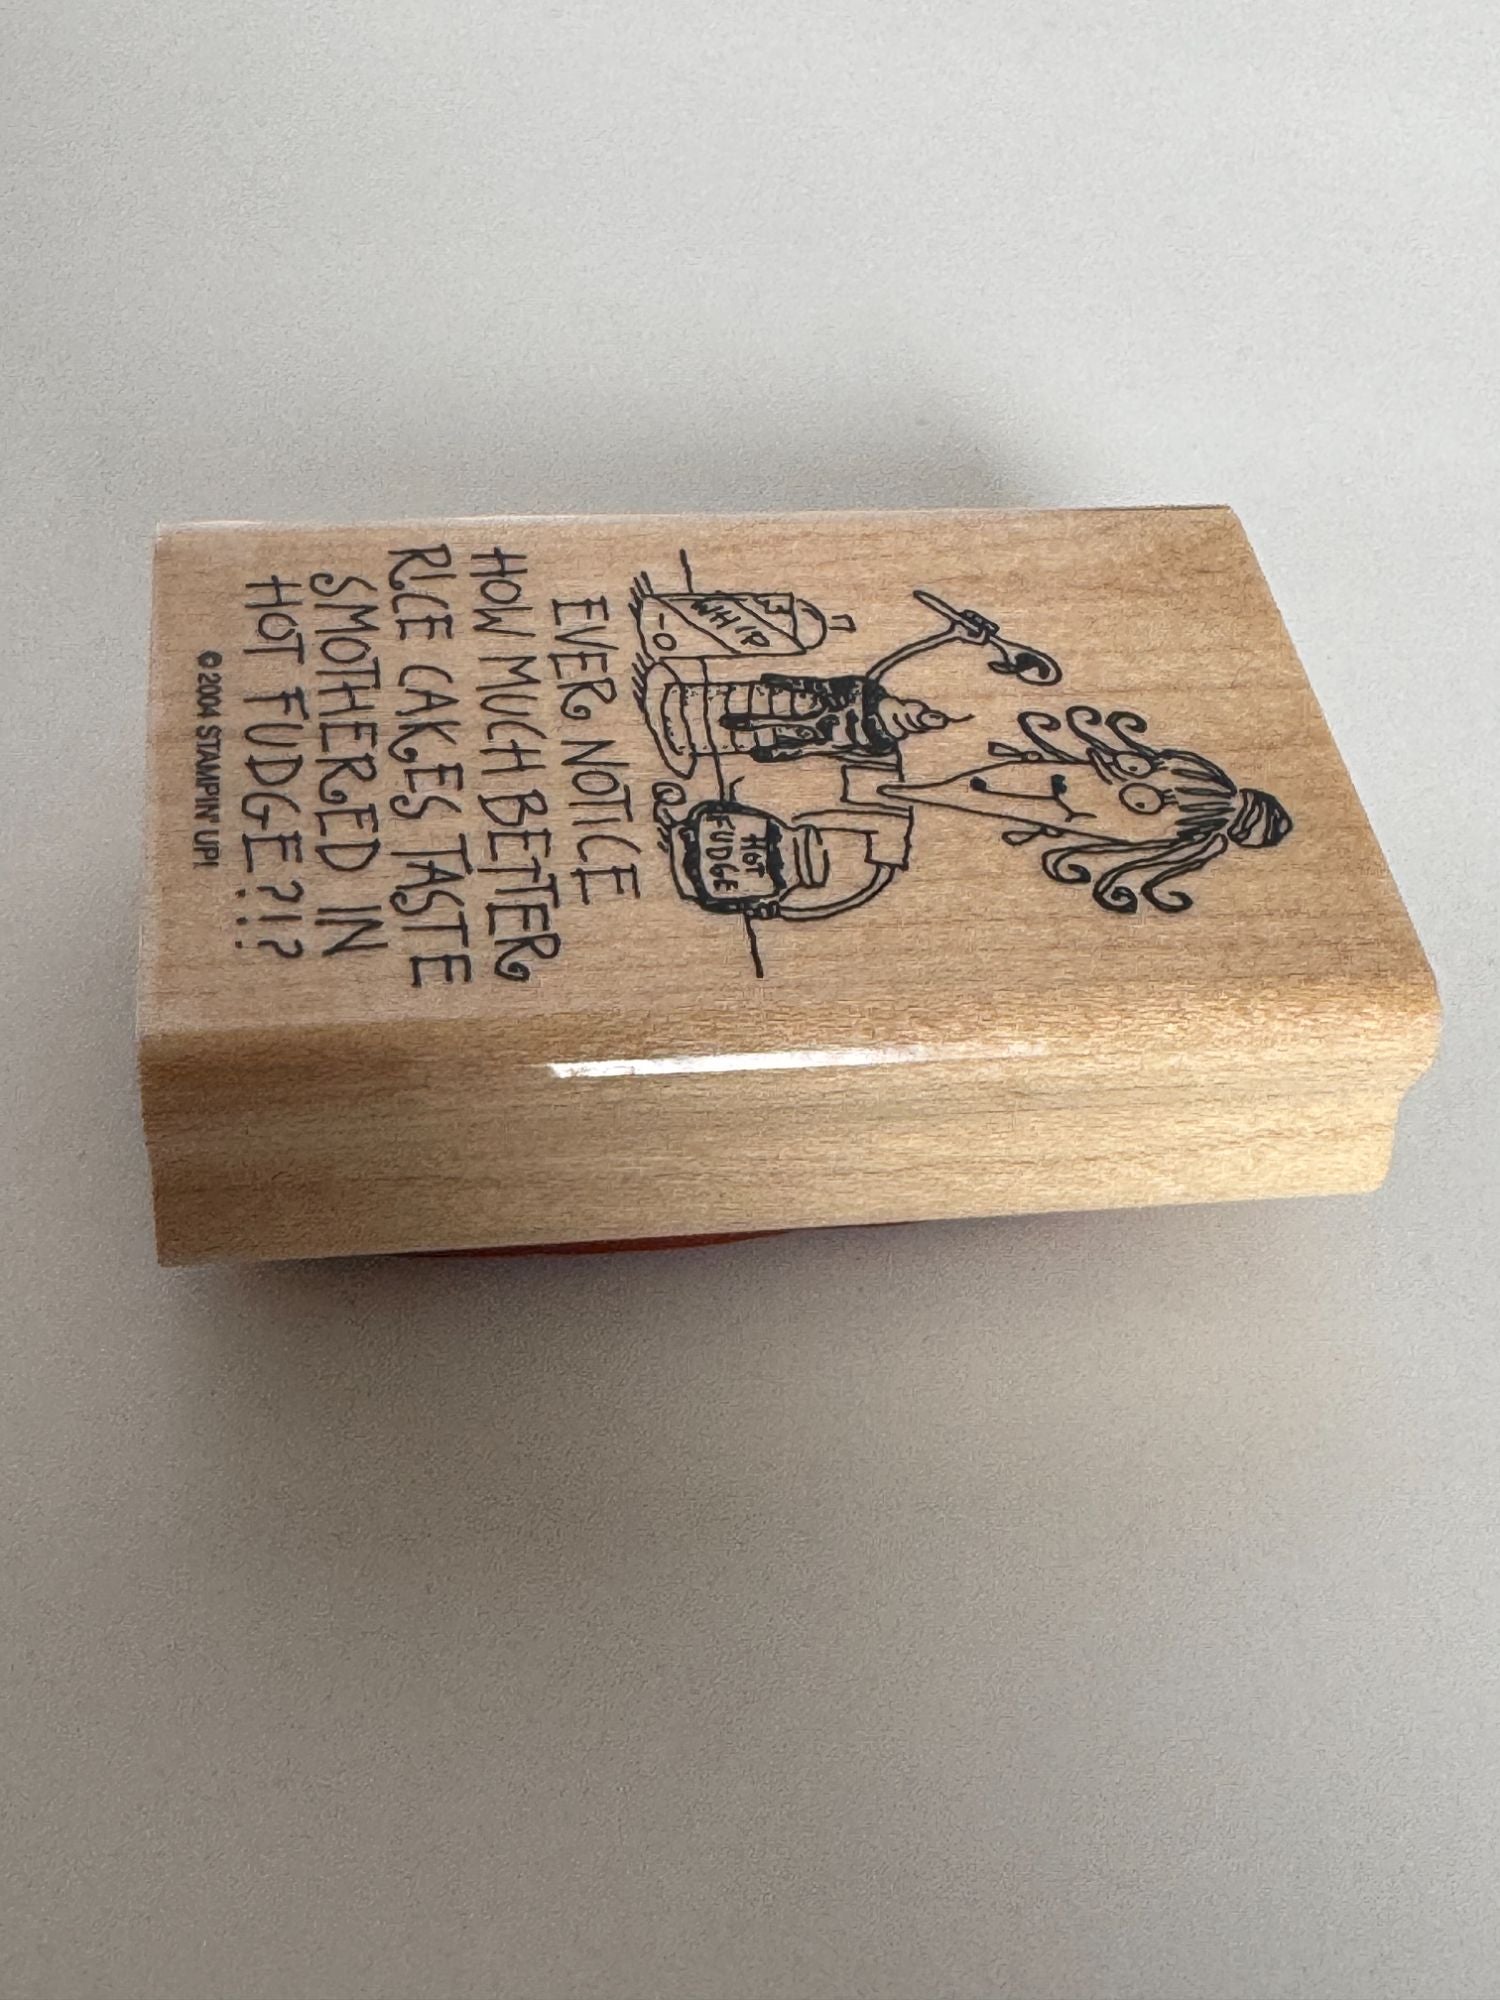 WHIP
HOT
FUDGE
EVER NOTICE
HOW MUCH BETTER
RICE CAKES TASTE
SMOTHERED IN
HOT FUDGE?!?
©2004 STAMPIN' UP!